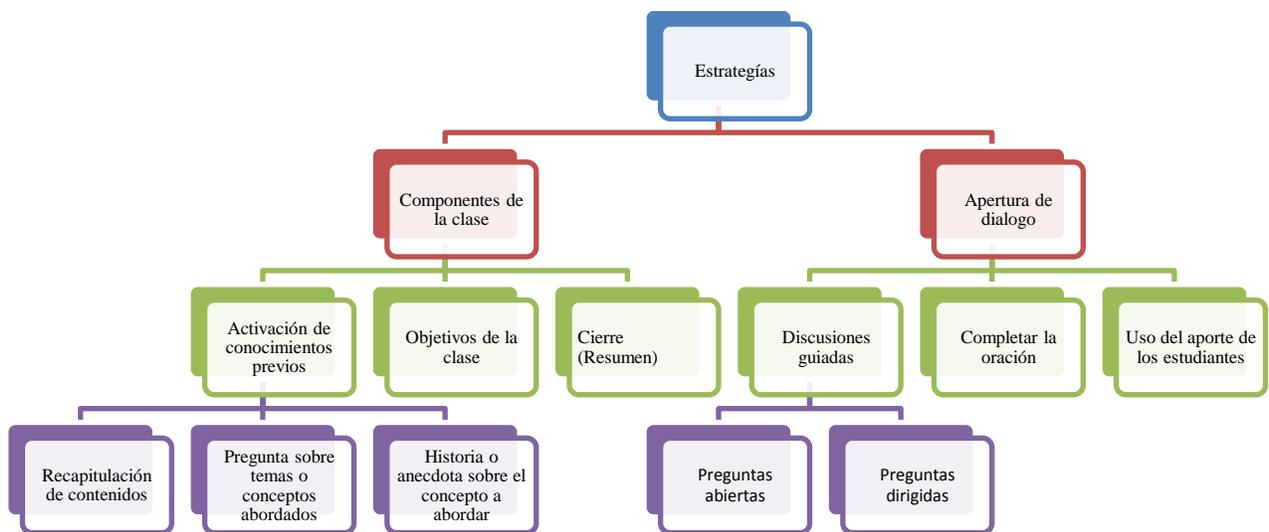 Estrategías
Componentes de
la clase
Apertura de
dialogo
Activación de
conocimientos
previos
Objetivos de la
clase
Cierre
(Resumen)
Discusiones
guiadas
Completar la
oración
Uso del aporte de
los estudiantes
Recapitulación
de contenidos
Pregunta sobre
temas o
conceptos
abordados
Historia o
anecdota sobre el
concepto a
abordar
Preguntas
abiertas
Preguntas
dirigidas